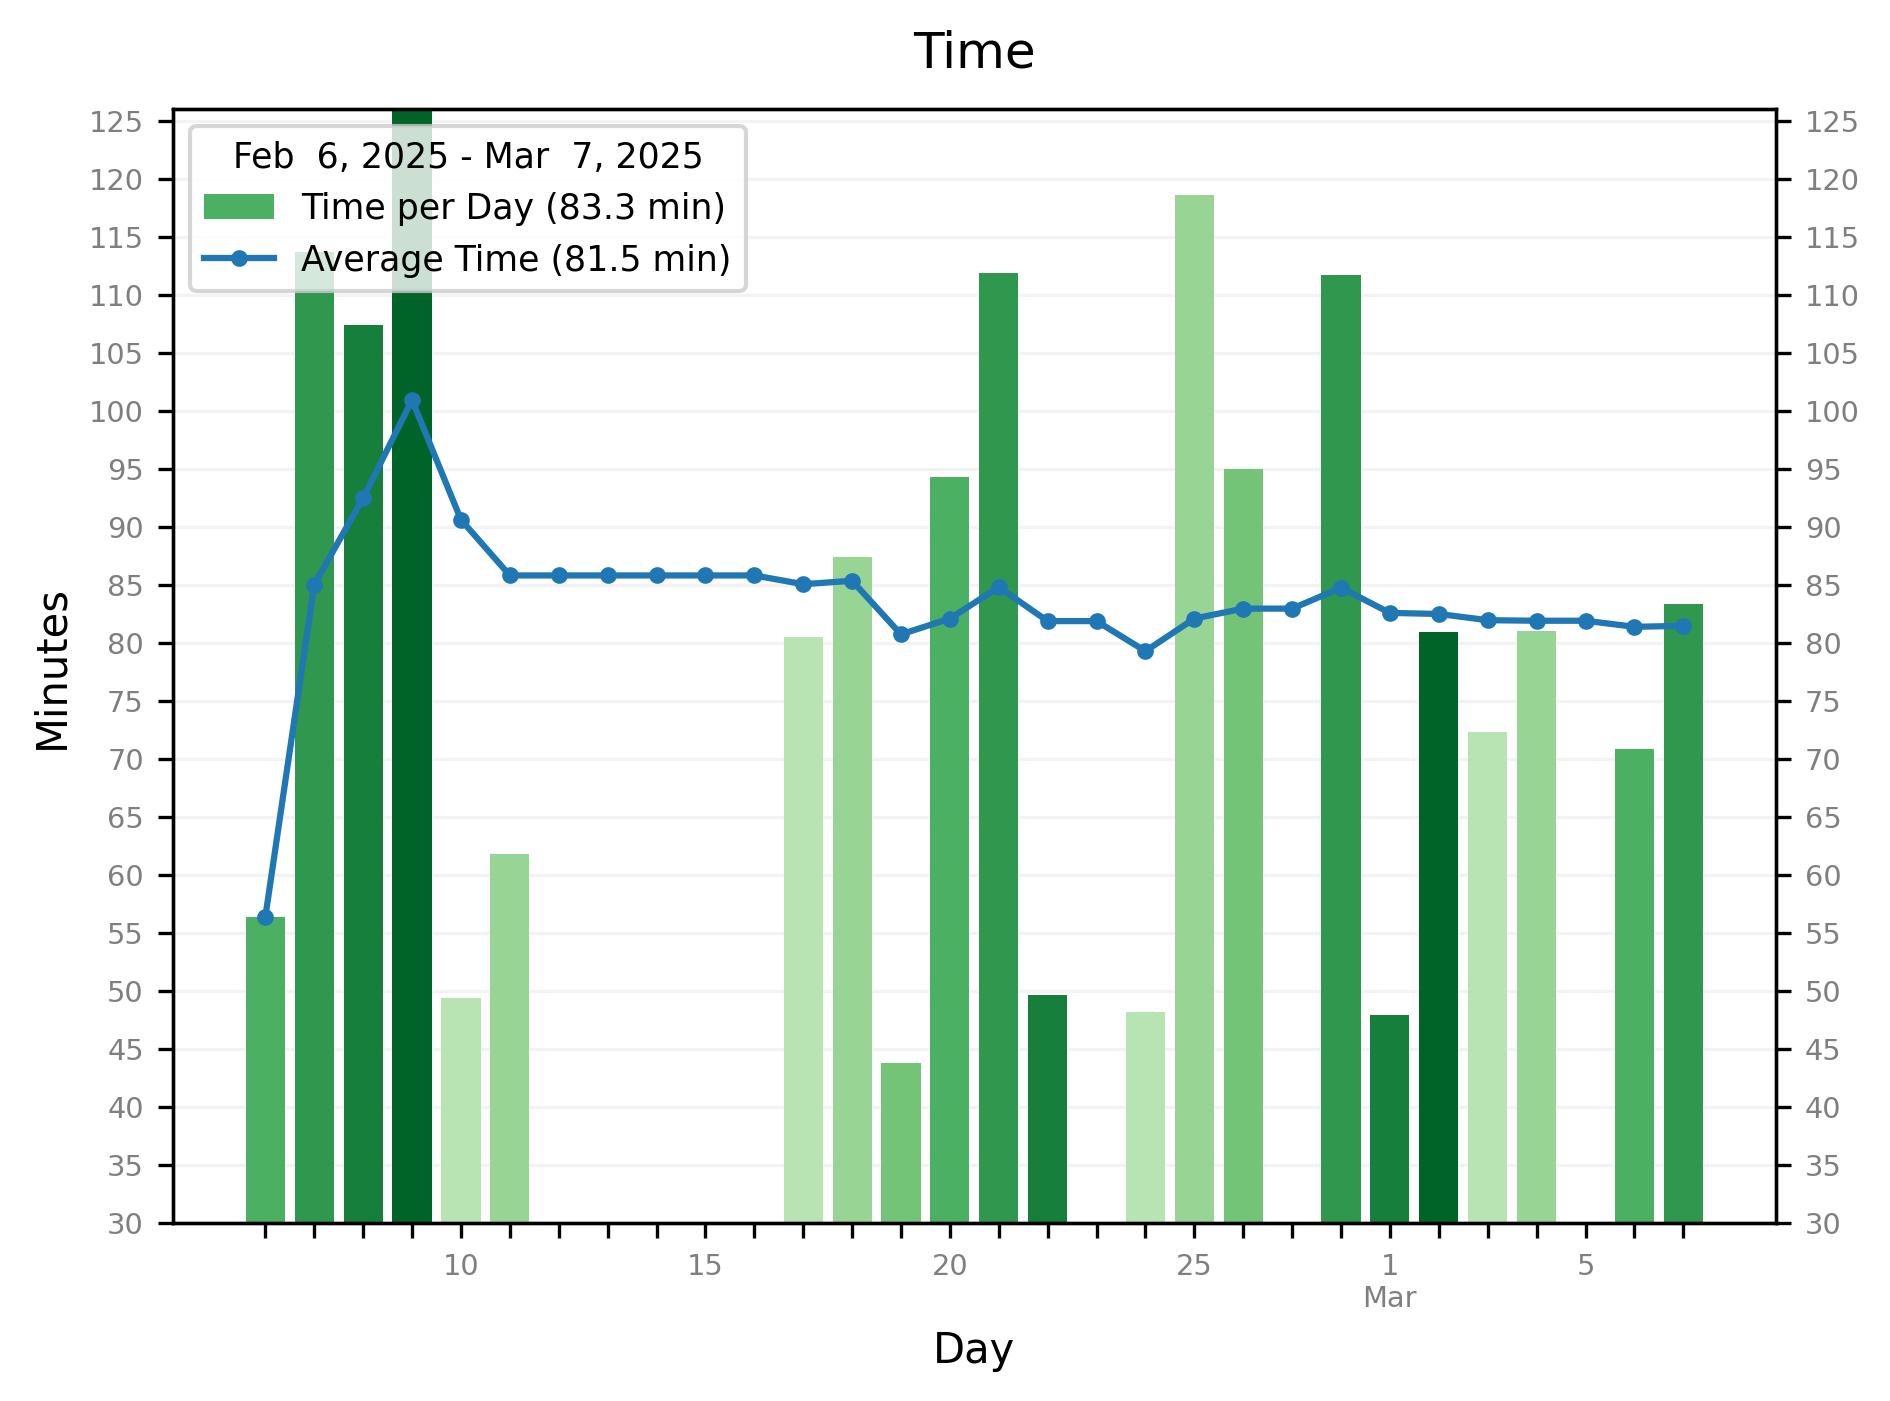 Time
Feb  6, 2025 - Mar  7, 2025
Time per Day (83.3 min)
Average Time (81.5 min)
Minutes
125 125
120 120
115 115
110 110
105 105
100 100
95 95
90 90
85 85
80 80
75 75
70 70
65 65
60 60
55 55
50 50
45 45
40 40
35 35
30 30
10 15 20 25 1 5
Mar
Day